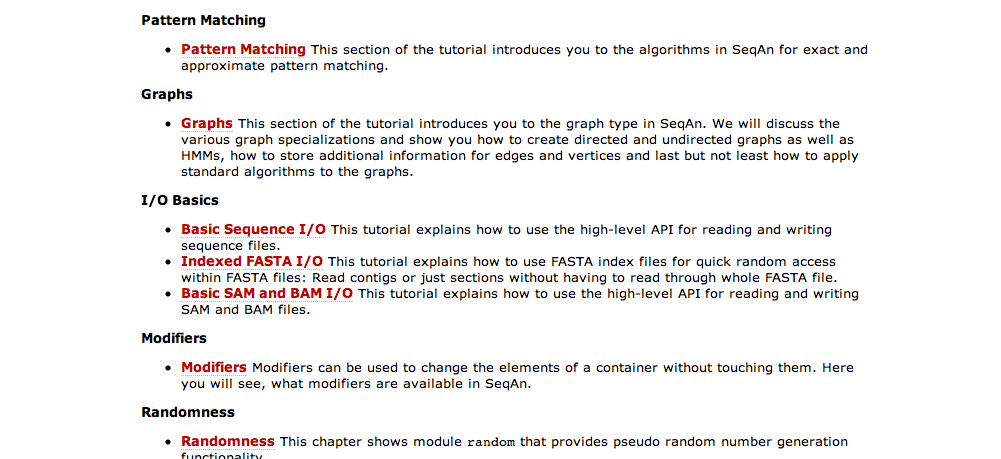 Pattern Matching
• Pattern Matching This section of the tutorial introduces you to the algorithms in SeqAn for exact and
approximate pattern matching.
Graphs
• Graphs This section of the tutorial introduces you to the graph type in SeqAn. We will discuss the
various graph specializations and show you how to create directed and undirected graphs as well as
HMMs, how to store additional information for edges and vertices and last but not least how to apply
standard algorithms to the graphs.
I/O Basics
• Basic Sequence I/O This tutorial explains how to use the high-level API for reading and writing
sequence files.
• Indexed FASTA I/O This tutorial explains how to use FASTA index files for quick random access
within FASTA files: Read contigs or just sections without having to read through whole FASTA file.
• Basic SAM and BAM I/O This tutorial explains how to use the high-level API for reading and writing
SAM and BAM files.
Modifiers
• Modifiers Modifiers can be used to change the elements of a container without touching them. Here
you will see, what modifiers are available in SeqAn.
Randomness
• Randomness This chapter shows module random that provides pseudo random number generation
functionality.